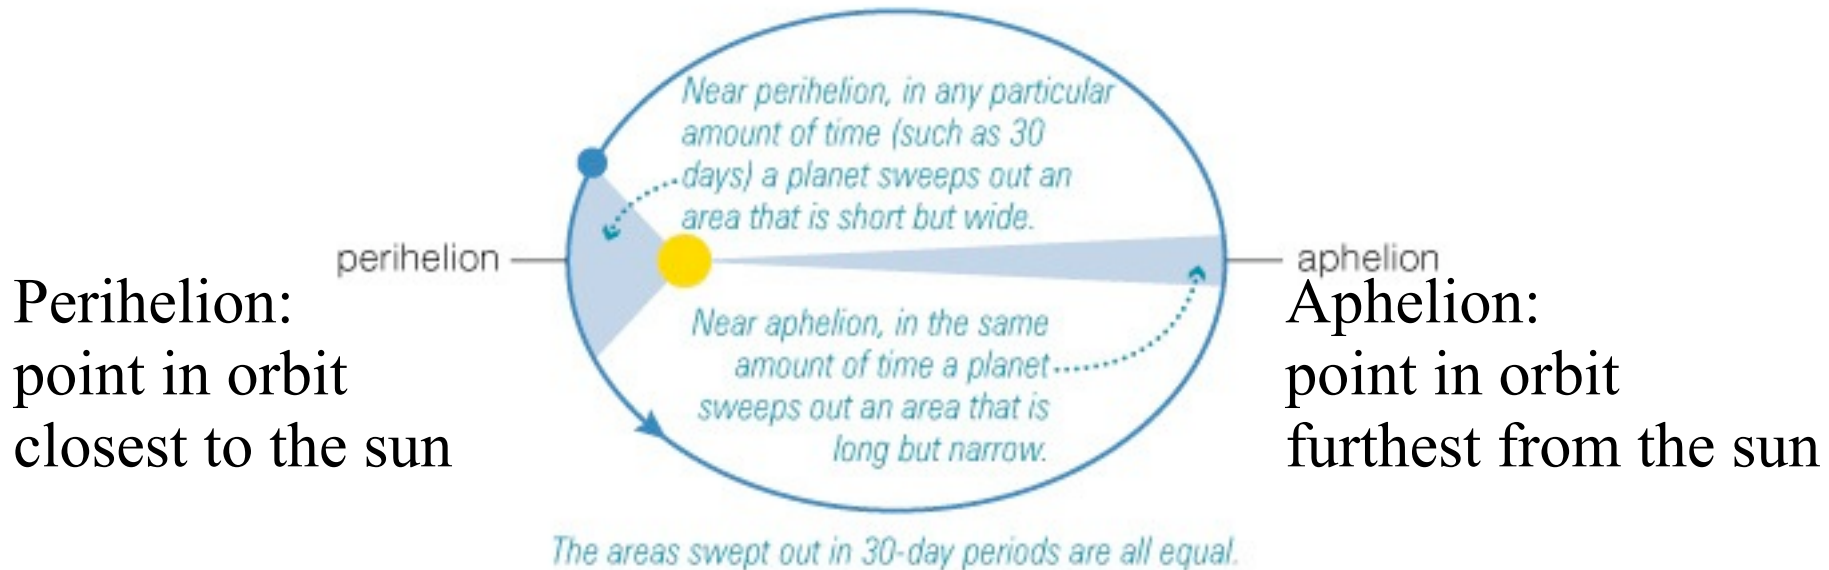 Near perihelion, in any particular
amount of time (such as 30
days) a planet sweeps out an
area that is short but wide.
perihelion
aphelion
Perihelion:
point in orbit
closest to the sun
Near aphelion, in the same
amount of time a planet
sweeps out an area that is
long but narrow.
Aphelion:
point in orbit
furthest from the sun
The areas swept out in 30-day periods are all equal.